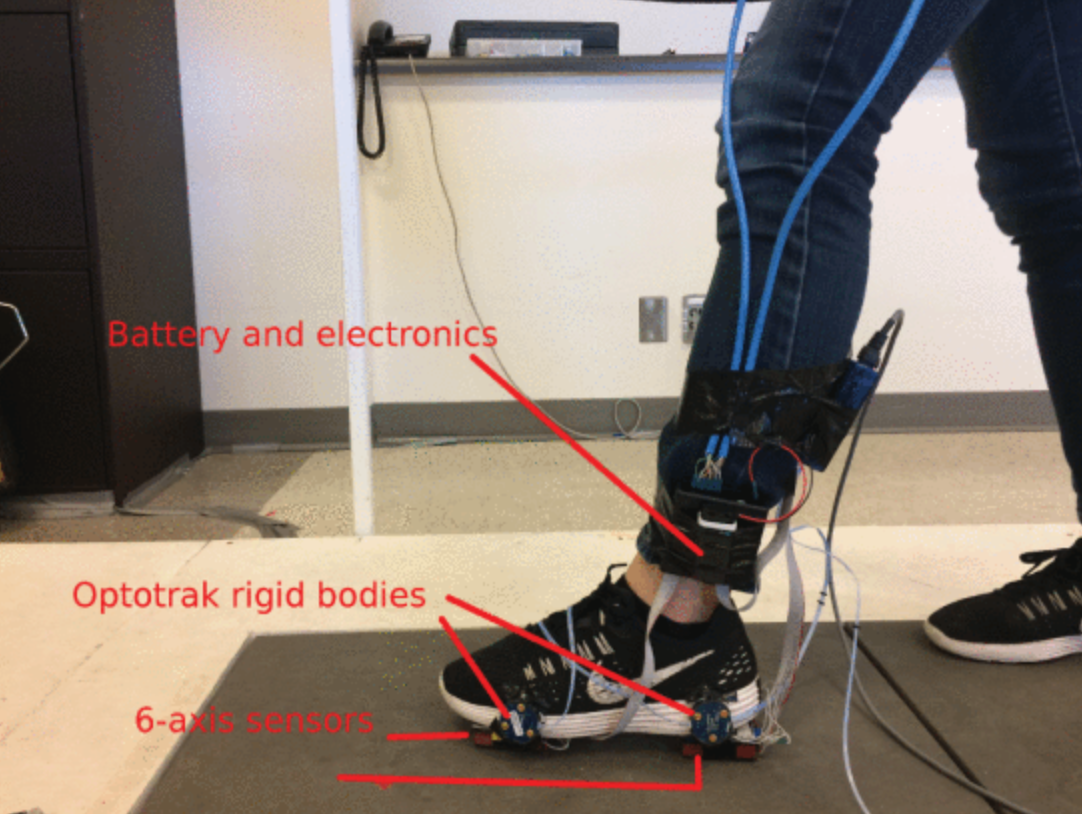 Battery and electronics
Optotrak rigid bodies
6-axis sensors